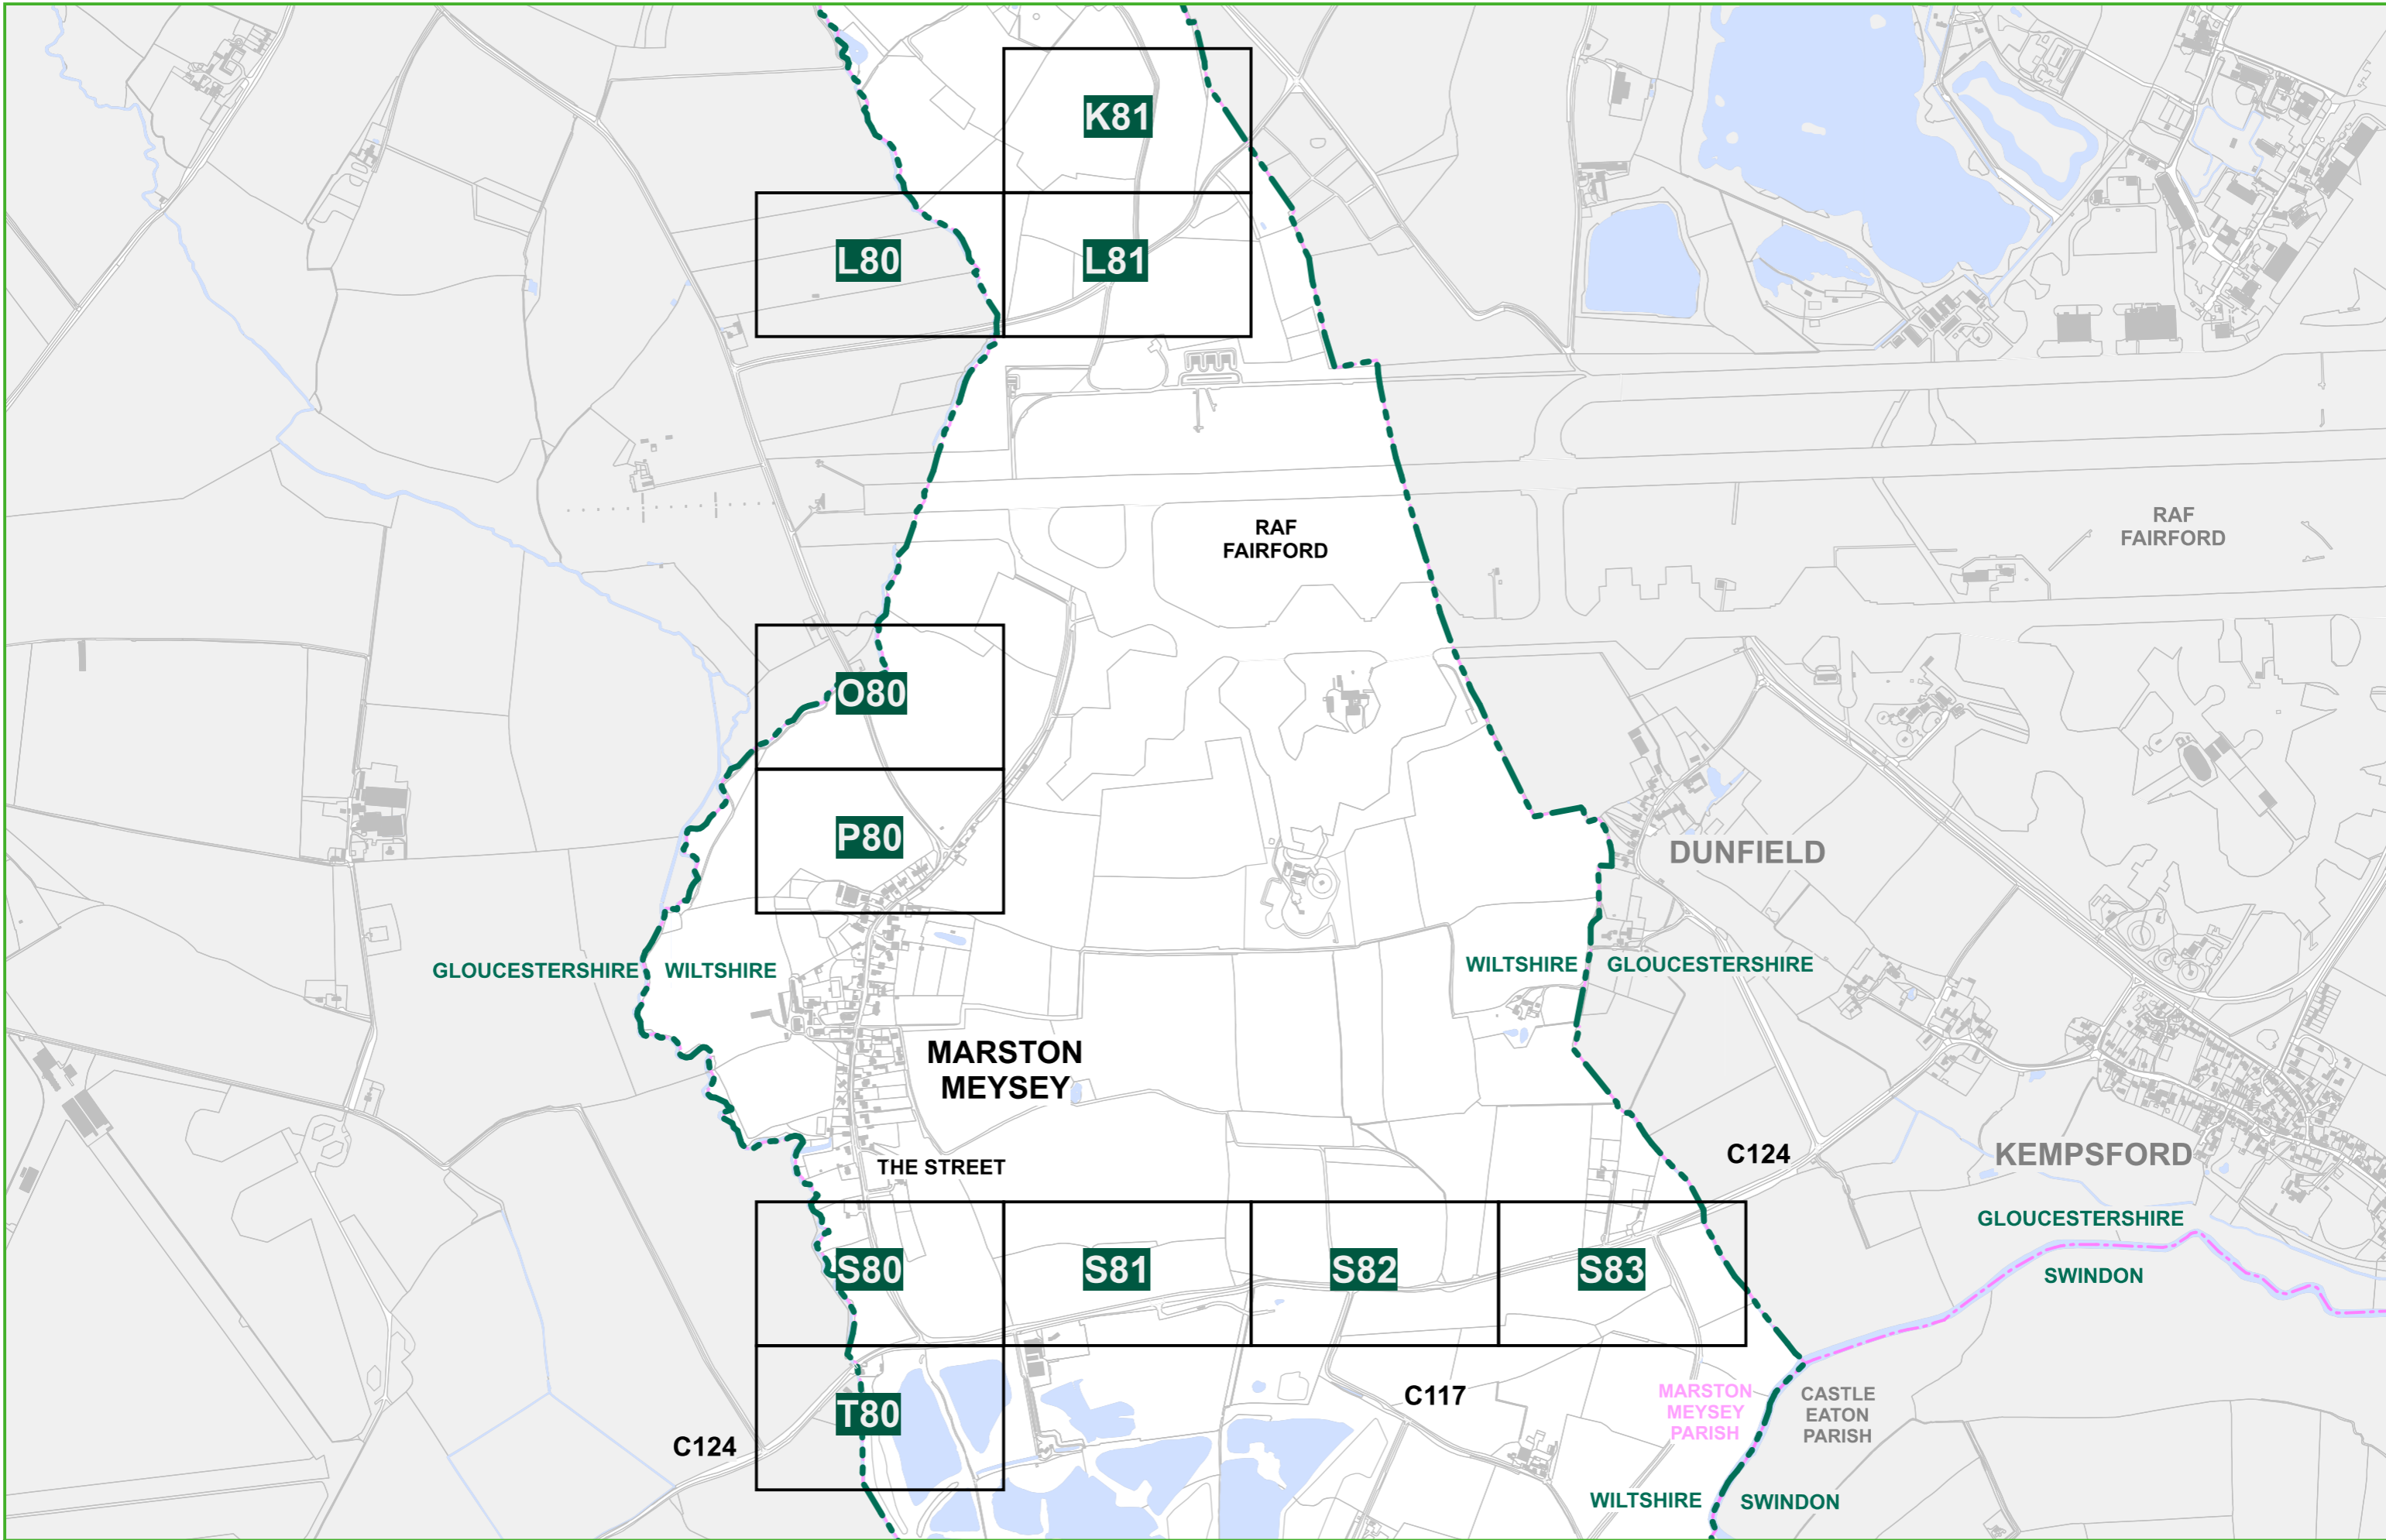 K81
L80
L81
RAF
FAIRFORD
RAF
FAIRFORD
O80
P80
DUNFIELD
GLOUCESTERSHIRE
WILTSHIRE
WILTSHIRE
GLOUCESTERSHIRE
MARSTON
MEYSEY
THE STREET
C124
KEMPSFORD
GLOUCESTERSHIRE
SWINDON
S80
S81
S82
S83
T80
C124
C117
MARSTON
MEYSEY
PARISH
CASTLE
EATON
PARISH
WILTSHIRE
SWINDON